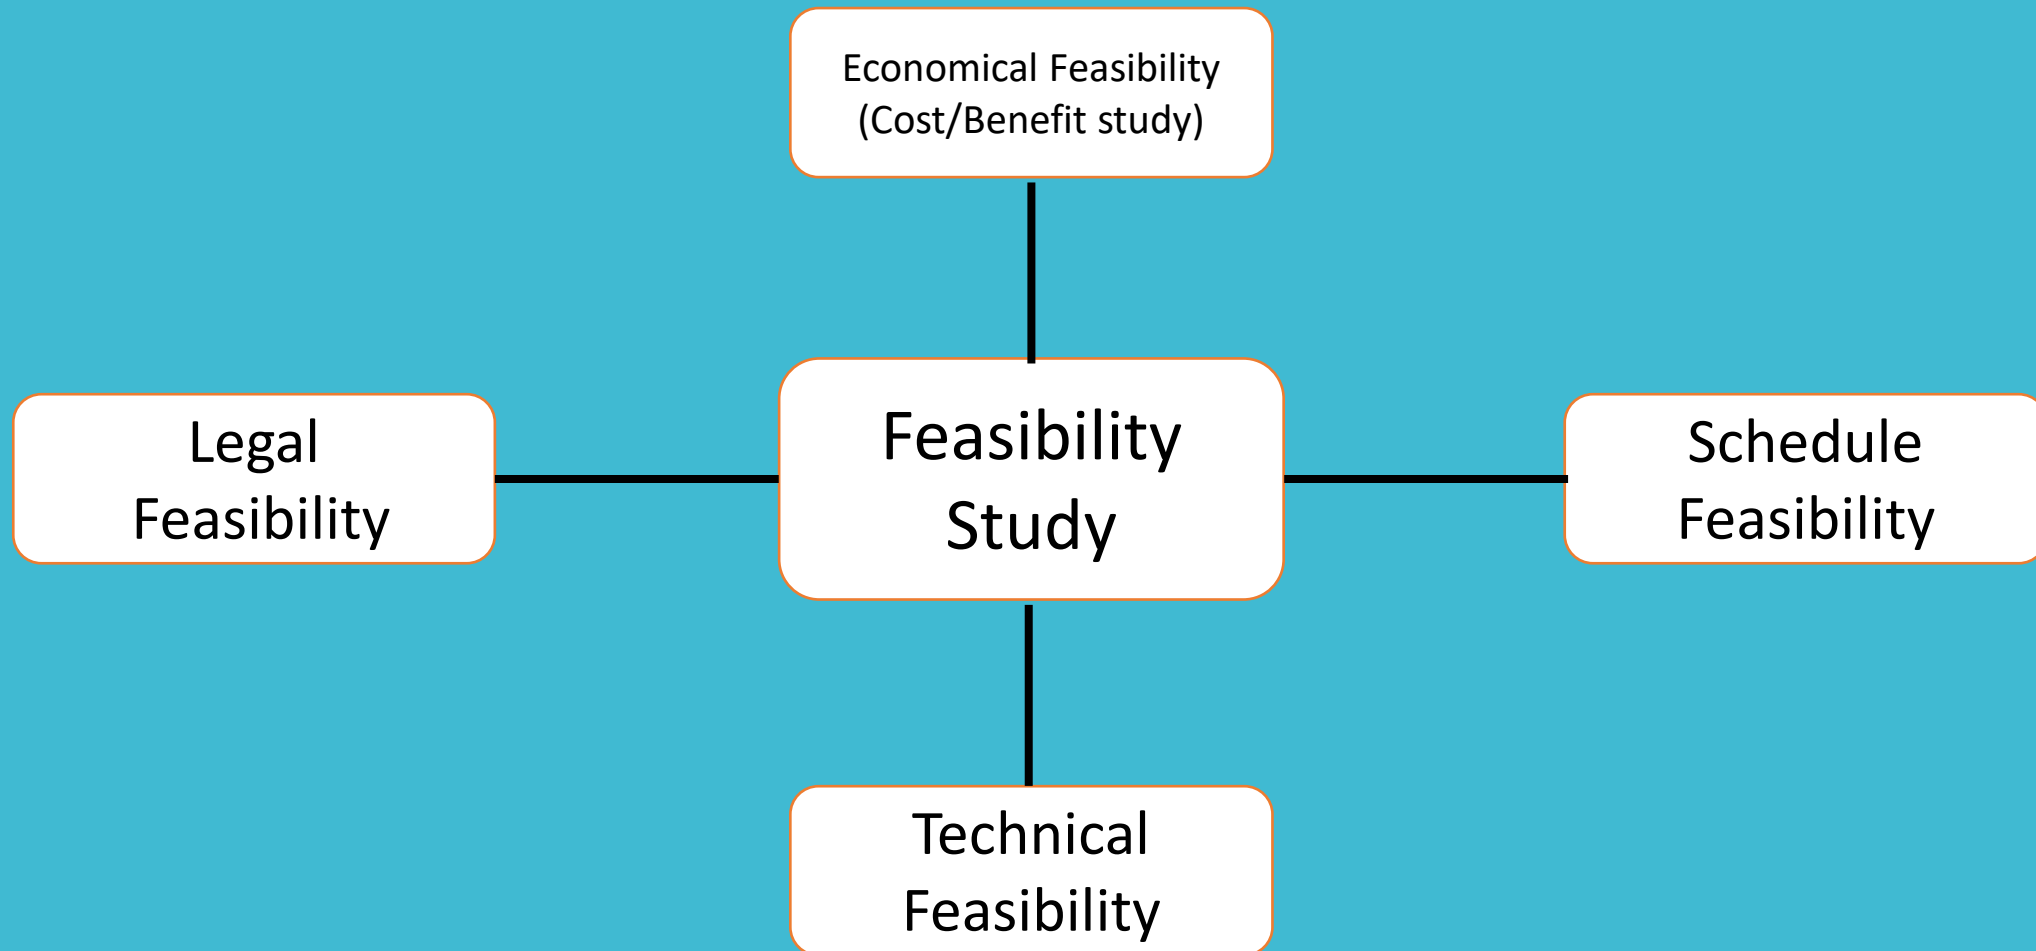 Economical Feasibility
(Cost/Benefit study)
Legal
Feasibility
Feasibility
Study
Schedule
Feasibility
Technical
Feasibility